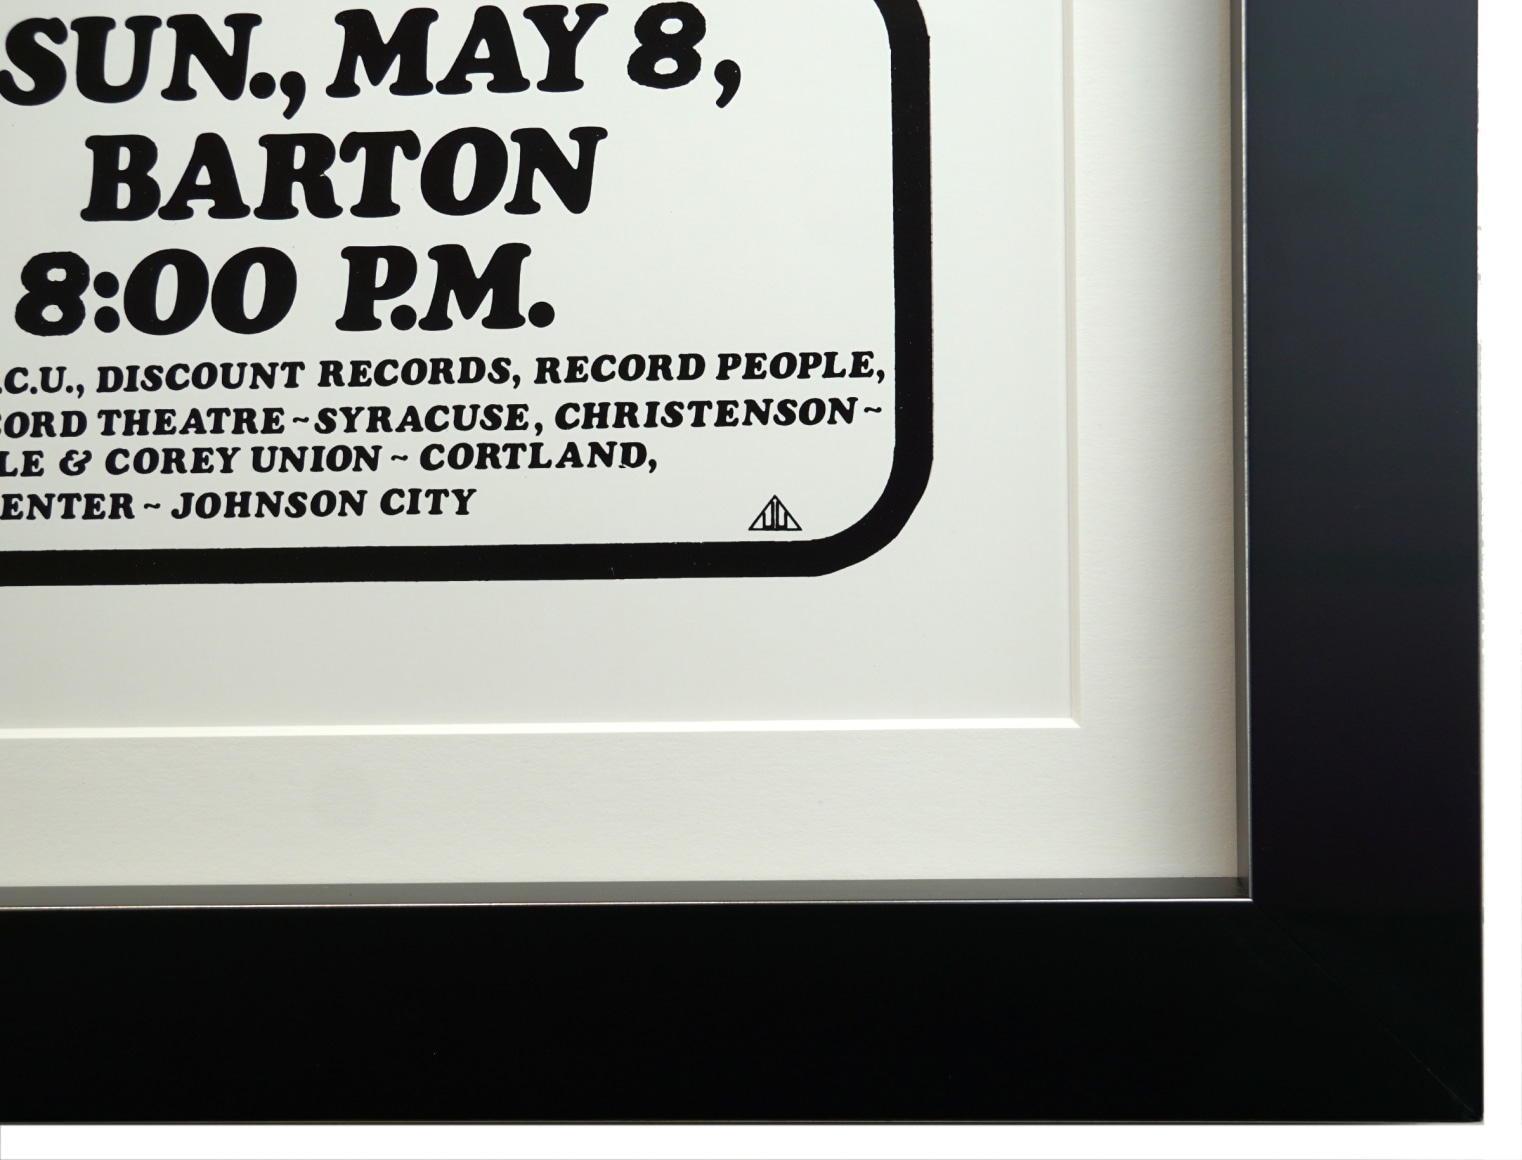 SUN., MAY 8,
BARTON
8:00 P.M.
.C.U., DISCOUNT RECORDS, RECORD PEOPLE,
CORD THEATRE~SYRACUSE, CHRISTENSON~
LE & COREY UNION ~ CORTLAND,
ENTER ~ JOHNSON CITY